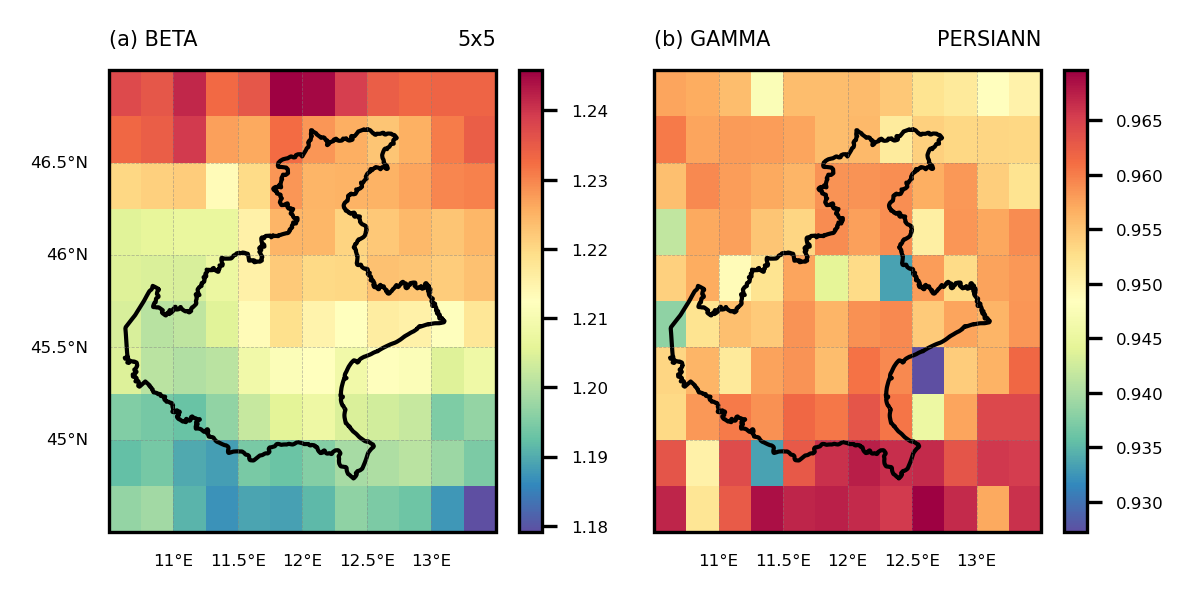 (a) BETA 5x5
(b) GAMMA PERSIANN
46.5°N
46°N
45.5°N
45°N
11°E 11.5°E 12°E 12.5°E 13°E
1.24
1.23
1.22
1.21
1.20
1.19
1.18
11°E 11.5°E 12°E 12.5°E 13°E
0.965
0.960
0.955
0.950
0.945
0.940
0.935
0.930